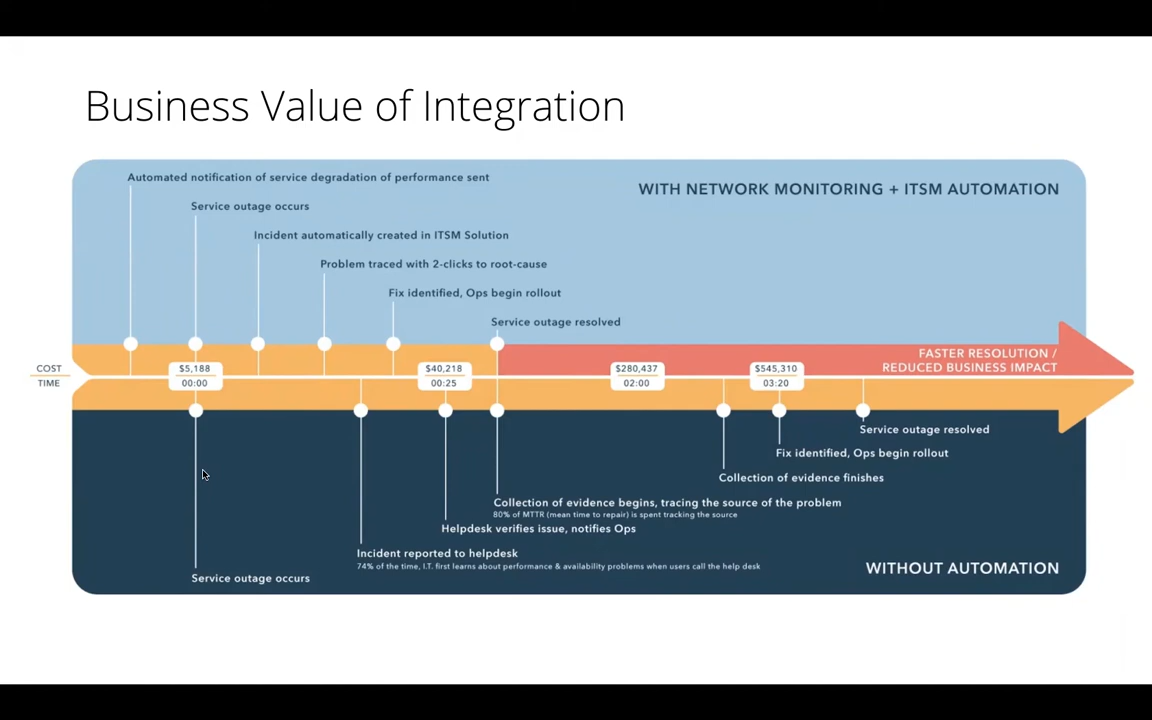 Business Value of Integration
Automated notification of service degradation of performance sent
WITH NETWORK MONITORING + ITSM AUTOMATION
Service outage occurs
Incident automatically created in ITSM Solution
Problem traced with 2-clicks to root-cause
Fix identified, Ops begin rollout
Service outage resolved
FASTER RESOLUTION /
REDUCED BUSINESS IMPACT
COST
TIME
$5,188
00:00
$40,218
00:25
$280,437
02:00
$545,310
03:20
Service outage resolved
Fix identified, Ops begin rollout
Collection of evidence finishes
Collection of evidence begins, tracing the source of the problem
80% of MTTR (mean time to repair) is spent tracking the source
Helpdesk verifies issue, notifies Ops
Incident reported to helpdesk
74% of the time, I.T. first learns about performance & availability problems when users call the help desk
WITHOUT AUTOMATION
Service outage occurs